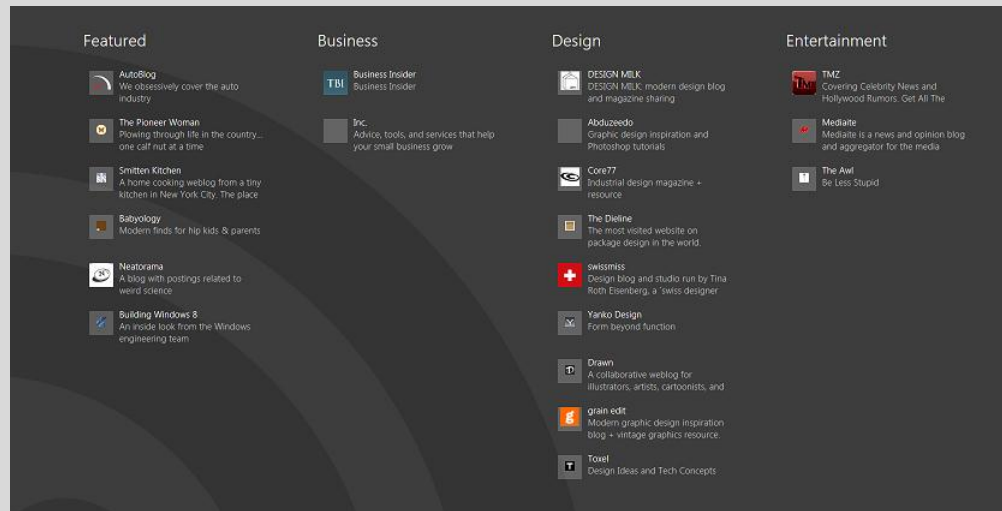 Featured
AutoBlog
We obsessively cover the auto
industry
The Pioneer Woman
Plowing through life in the country...
one calf nut at a time
Smitten Kitchen
A home cooking weblog from a tiny
kitchen in New York City. The place
Babyology
Modern finds for hip kids & parents
Neatorama
A blog with postings related to
weird science
Building Windows 8
An inside look from the Windows
engineering team
Business
TBI
Business Insider
Business Insider
Inc.
Advice, tools, and services that help
your small business grow
Design
DESIGN MILK
DESIGN MILK: modern design blog
and magazine sharing
Abduzeedo
Graphic design inspiration and
Photoshop tutorials
Core77
Industrial design magazine +
resource
The Dieline
The most visited website on
package design in the world.
swissmiss
Design blog and studio run by Tina
Roth Eisenberg, a 'swiss designer
Yanko Design
Form beyond function
D
Drawn
A collaborative weblog for
illustrators, artists, cartoonists, and
g
grain edit
Modern graphic design inspiration
blog + vintage graphics resource.
T
Toxel
Design Ideas and Tech Concepts
Entertainment
TMZ
TMZ
Covering Celebrity News and
Hollywood Rumors. Get All The
Mediaite
Mediaite is a news and opinion blog
and aggregator for the media
The Awl
Be Less Stupid